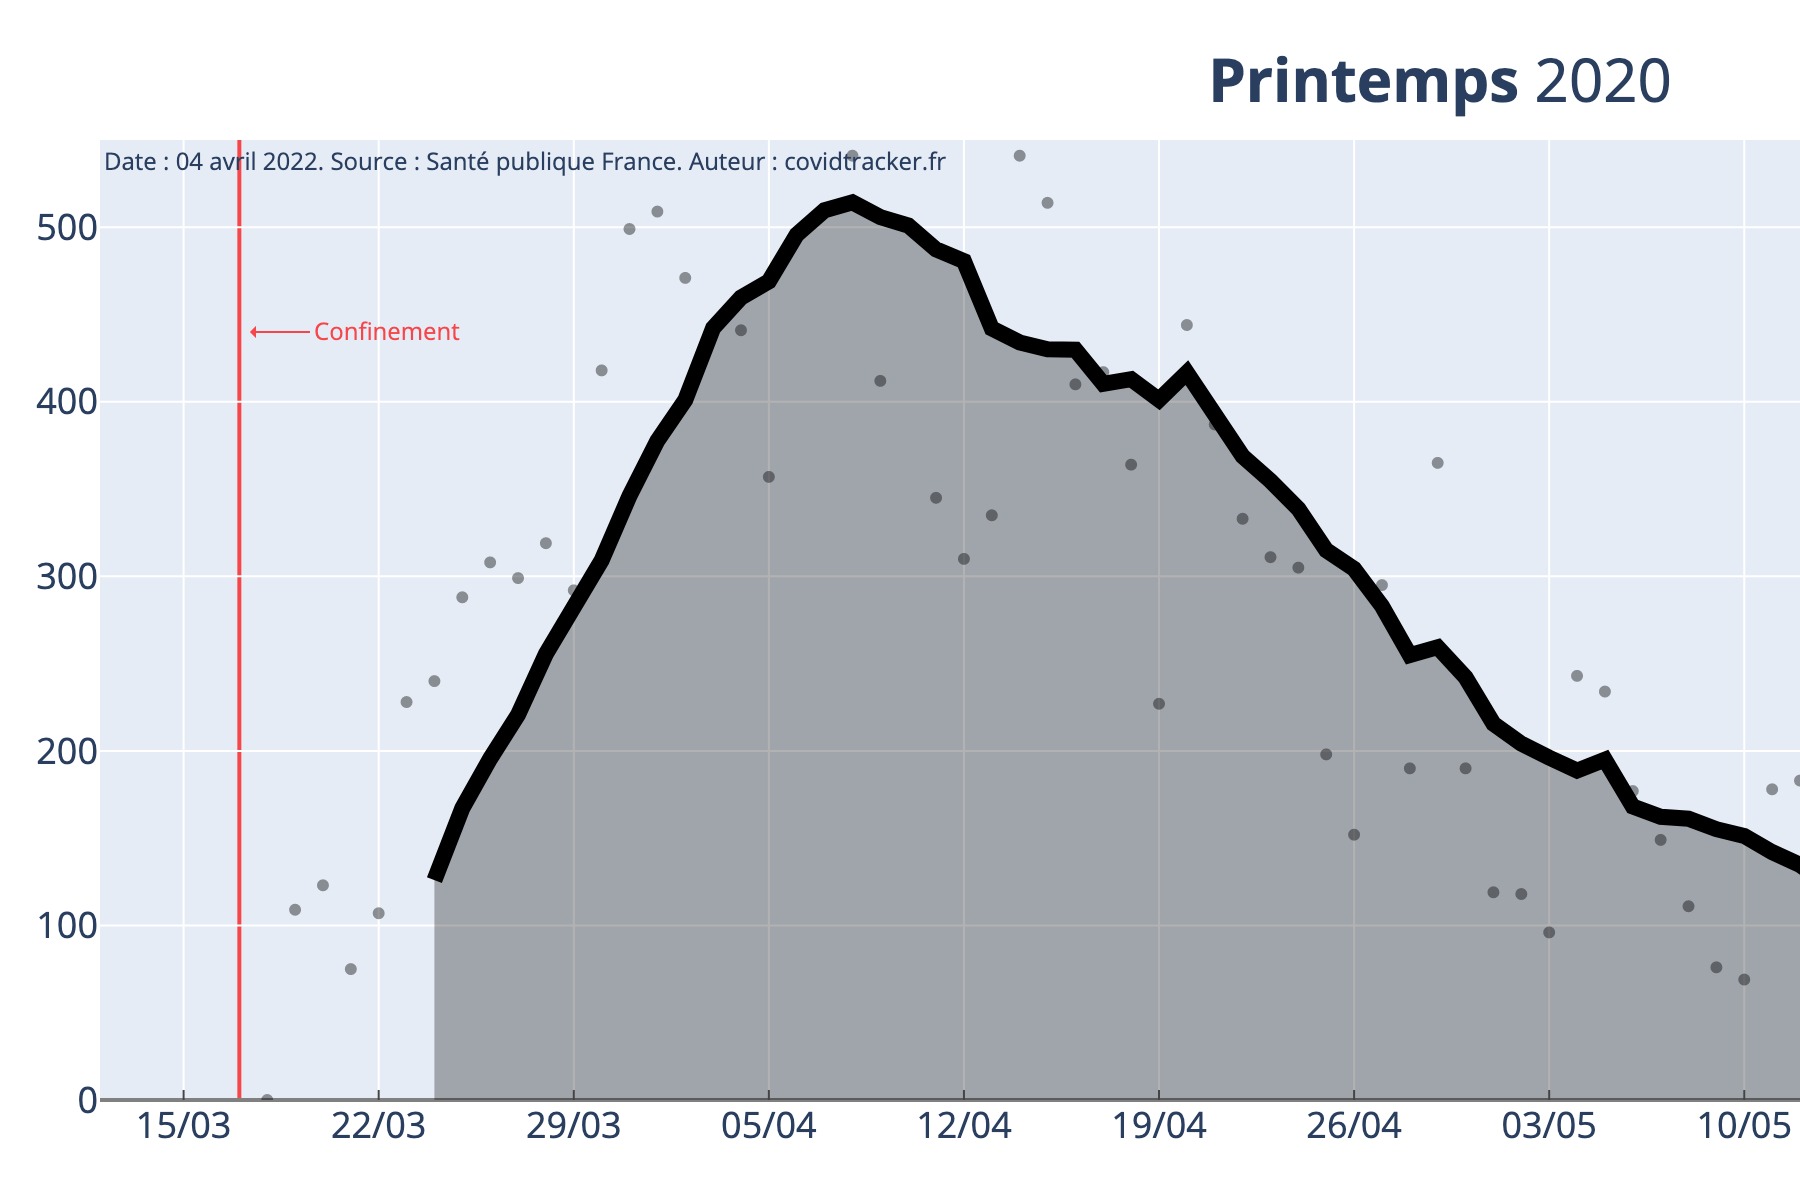 Printemps 2020
Date : 04 avril 2022. Source : Santé publique France. Auteur : covidtracker.fr
500
Confinement
400
300
200
100
0
15/03 22/03 29/03 05/04 12/04 19/04 26/04 03/05 10/05